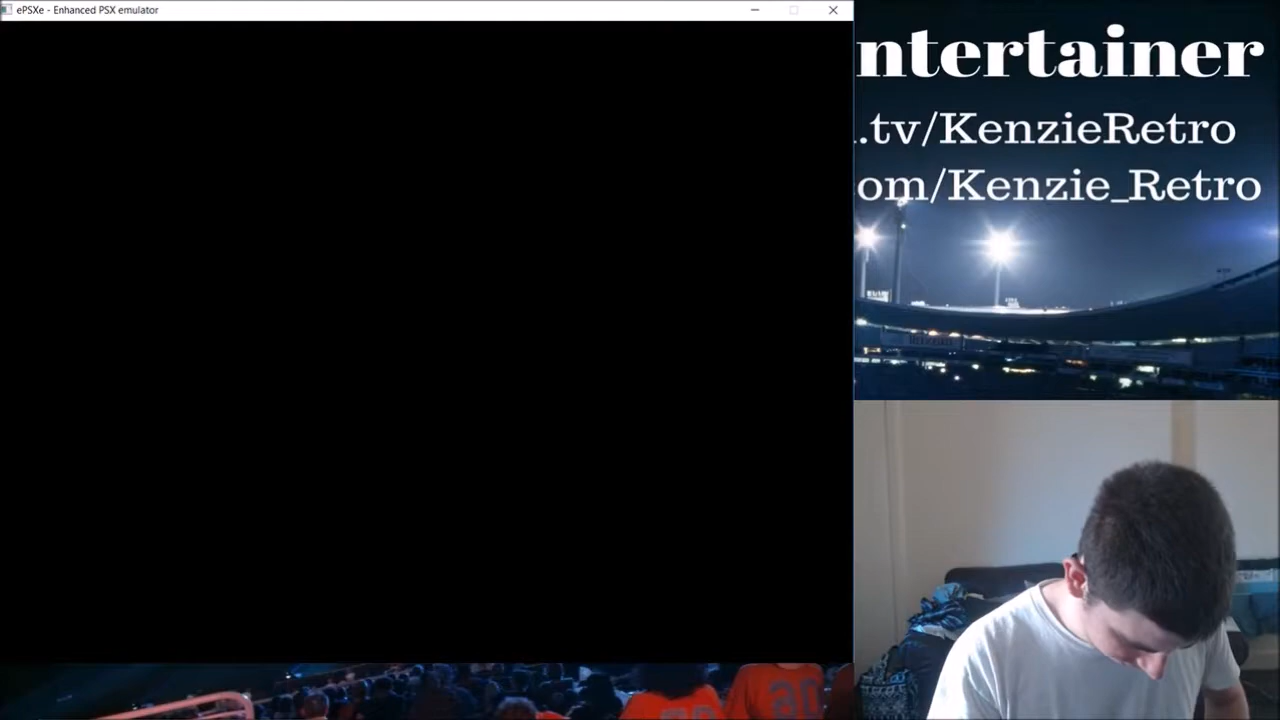 ePSXe - Enhanced PSX emulator
ntertainer
.tv/KenzieRetro
om/Kenzie_Retro